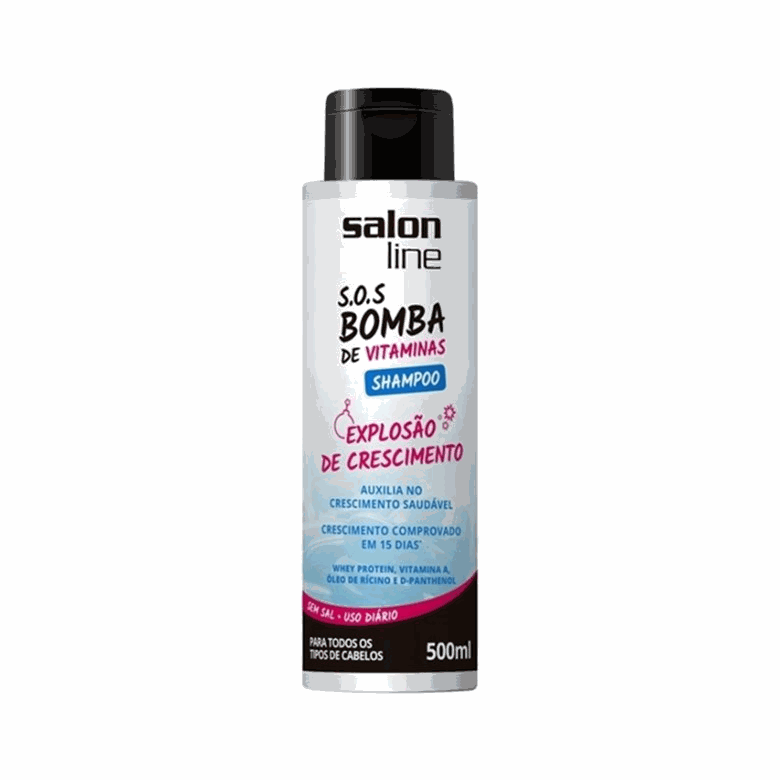 salon
line
S.O.S
BOMBA
DE VITAMINAS
SHAMPOO
EXPLOSÃO
DE CRESCIMENTO
AUXILIA NO
CRESCIMENTO SAUDÁVEL
CRESCIMENTO COMPROVADO
EM 15 DIAS*
WHEY PROTEIN, VITAMINA A,
ÓLEO DE RÍCINO E D-PANTHENOL
SEM SAL - USO DIÁRIO
PARA TODOS OS
TIPOS DE CABELOS
500ml